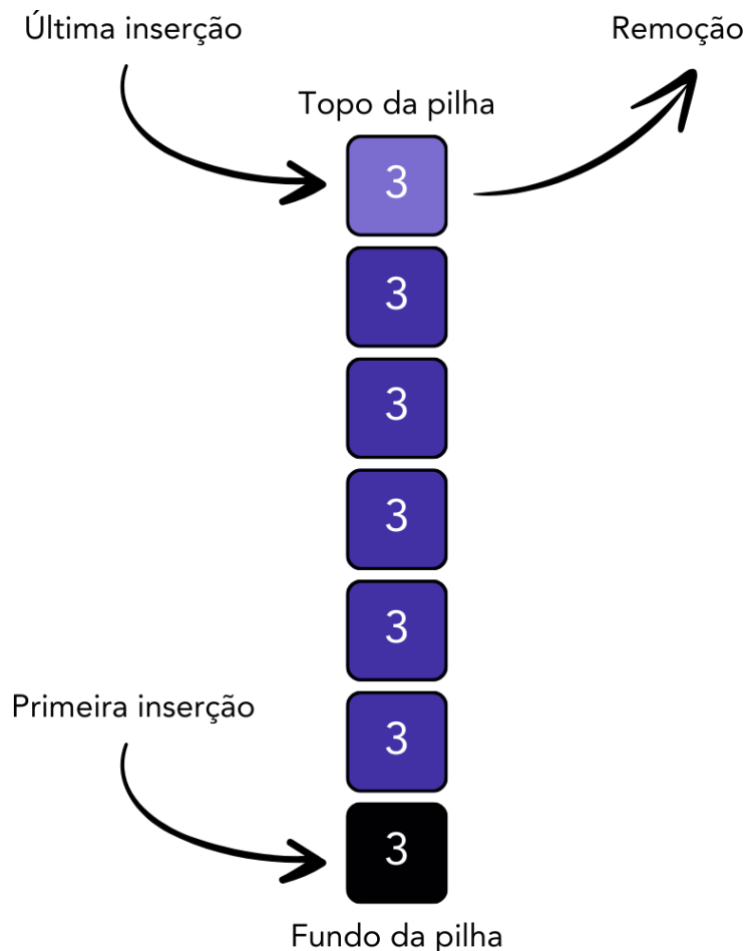 Última inserção
Remoção
Topo da pilha
3
3
3
3
3
3
Primeira inserção
3
Fundo da pilha